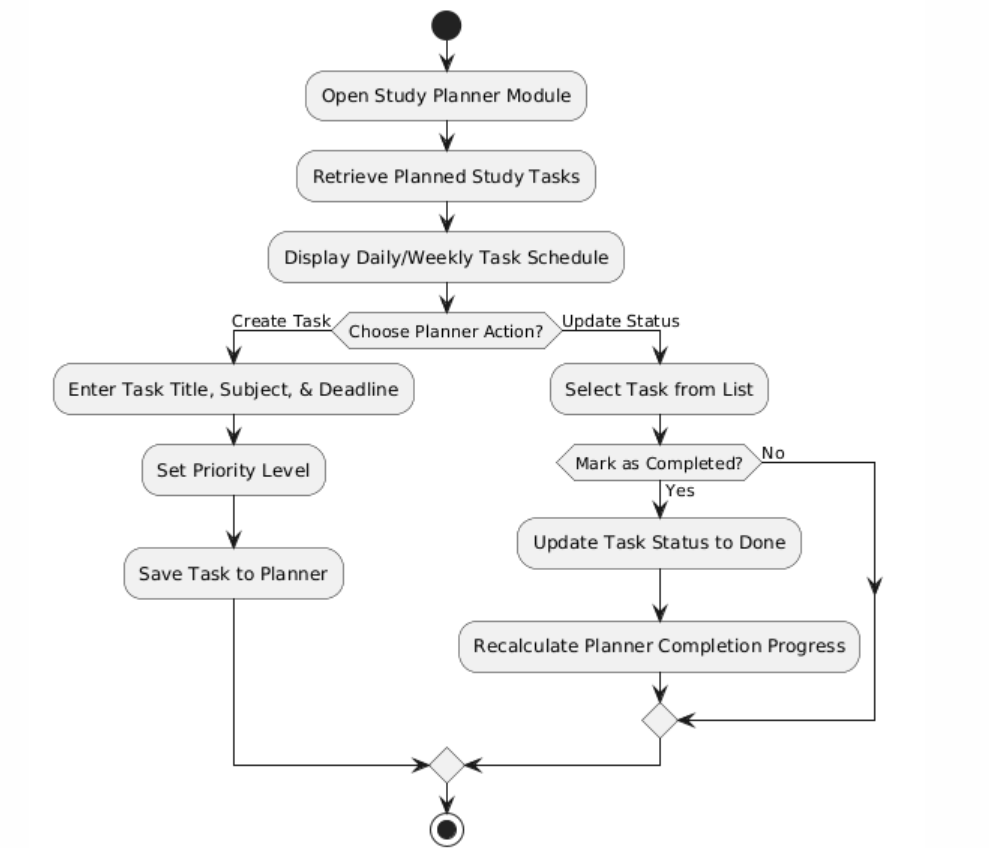 Open Study Planner Module
Retrieve Planned Study Tasks
Display Daily/Weekly Task Schedule
Create Task
Choose Planner Action?
Update Status
Enter Task Title, Subject, & Deadline
Select Task from List
Set Priority Level
Mark as Completed?
No
Yes
Update Task Status to Done
Save Task to Planner
Recalculate Planner Completion Progress